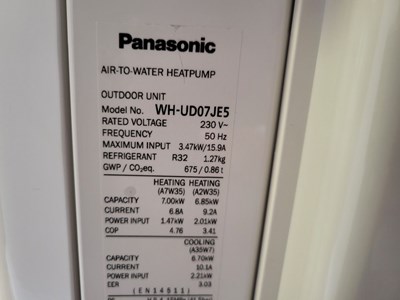 Panasonic
AIR-TO-WATER HEATPUMP
OUTDOOR UNIT
Model No. WH-UD07JE5
RATED VOLTAGE 230 V~
FREQUENCY 50 Hz
MAXIMUM INPUT 3.47kW/15.9A
REFRIGERANT R32 1.27kg
GWP / CO₂eq. 675 / 0.86 t
HEATING HEATING
(A7W35) (A2W35)
CAPACITY 7.00kW 6.85kW
CURRENT 6.8A 9.2A
POWER INPUT 1.47kW 2.01kW
COP 4.76 3.41
COOLING
(A35W7)
CAPACITY 6.70kW
CURRENT 10.1A
POWER INPUT 2.21kW
EER 3.03
(EN14511)